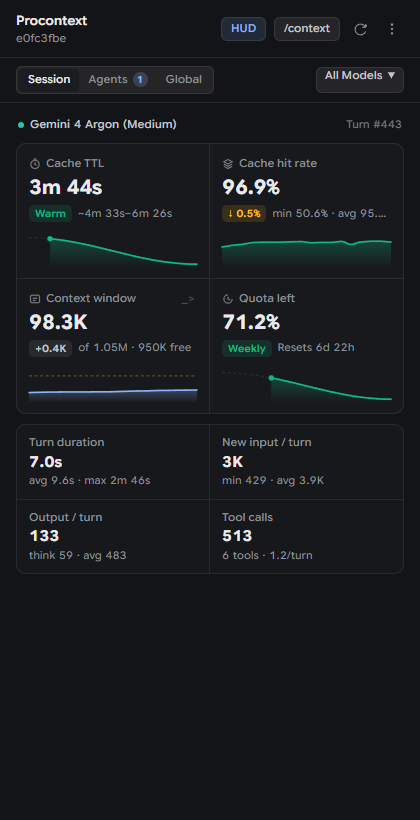 Procontext
e0fc3fbe
HUD
/context
Session
Agents 1
Global
All Models ▼
Gemini 4 Argon (Medium)
Turn #443
Cache TTL
3m 44s
Warm ~4m 33s–6m 26s
Cache hit rate
96.9%
↓ 0.5% min 50.6% · avg 95....
Context window
_>
98.3K
+0.4K of 1.05M · 950K free
Quota left
71.2%
Weekly Resets 6d 22h
Turn duration
7.0s
avg 9.6s · max 2m 46s
New input / turn
3K
min 429 · avg 3.9K
Output / turn
133
think 59 · avg 483
Tool calls
513
6 tools · 1.2/turn